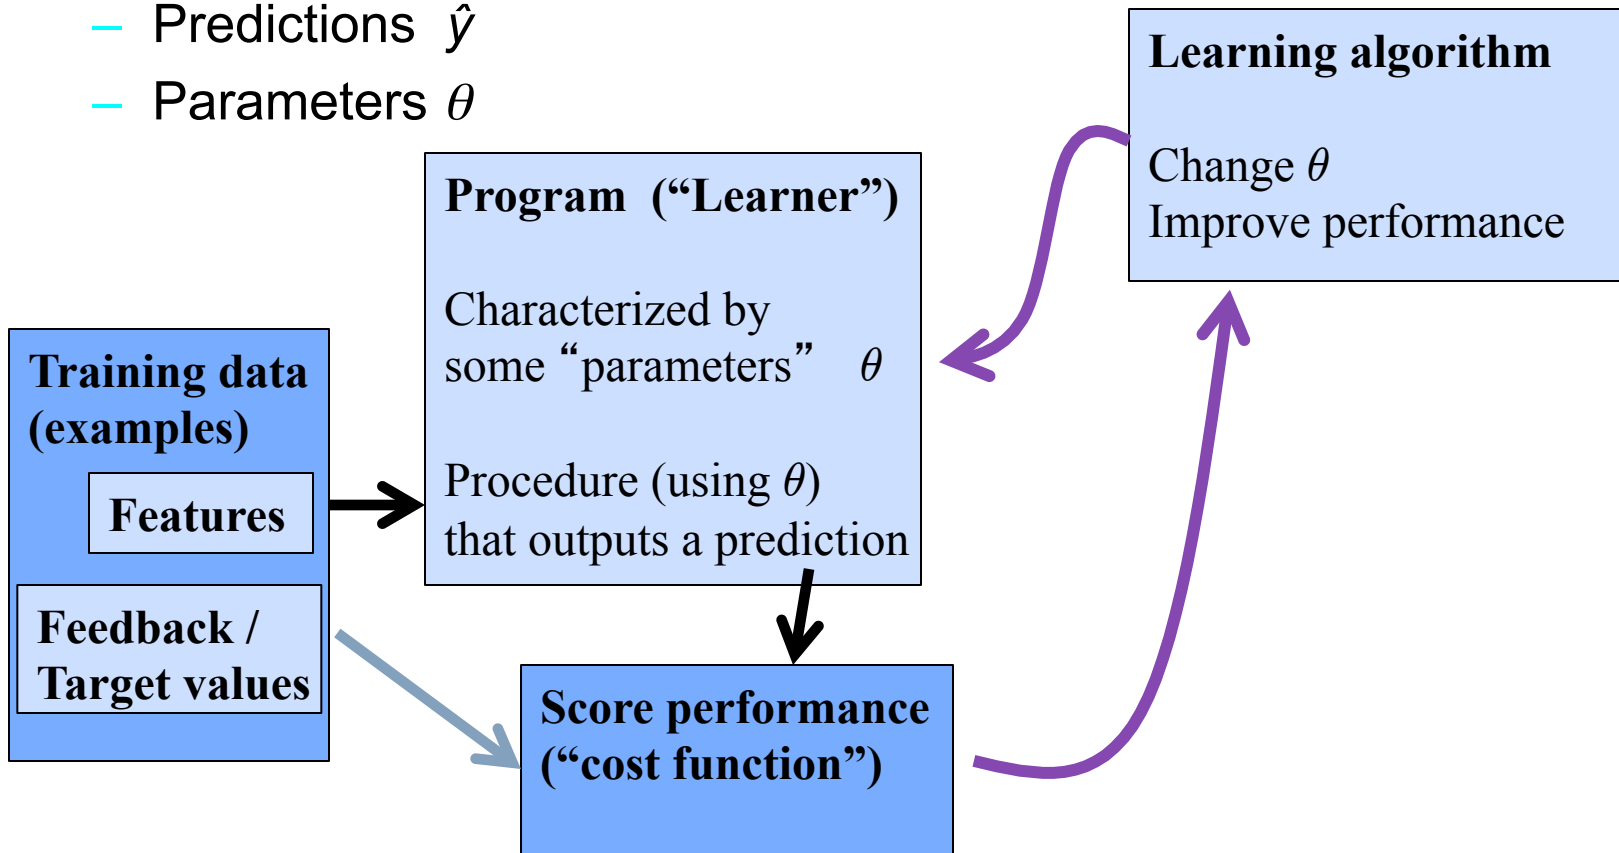 – Predictions ŷ
– Parameters θ
Learning algorithm
Change θ
Improve performance
Program (“Learner”)
Characterized by
some “parameters” θ
Procedure (using θ)
that outputs a prediction
Training data
(examples)
Features
Feedback /
Target values
Score performance
(“cost function”)